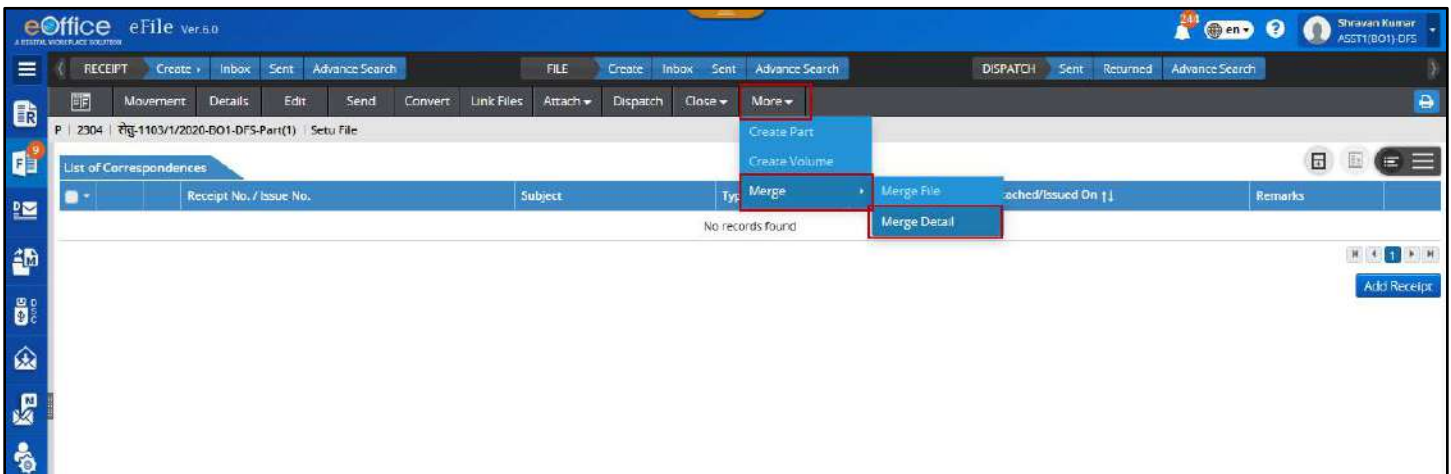 eOffice eFile Ver.6.0
A DIGITAL WORKPLACE SOLUTION
244
en
?
Shravan Kumar
ASST1(BO1)-DFS
RECEIPT Create Inbox Sent Advance Search FILE Create Inbox Sent Advance Search DISPATCH Sent Returned Advance Search
Movement Details Edit Send Convert Link Files Attach Dispatch Close More
P | 2304 | सेतु-1103/1/2020-BO1-DFS-Part(1) | Setu File
Create Part
Create Volume
Merge
Merge File
Merge Detail
9
List of Correspondences
Receipt No. / Issue No. Subject Typ ached/Issued On Remarks
No records found
1
Add Receipt
DSC